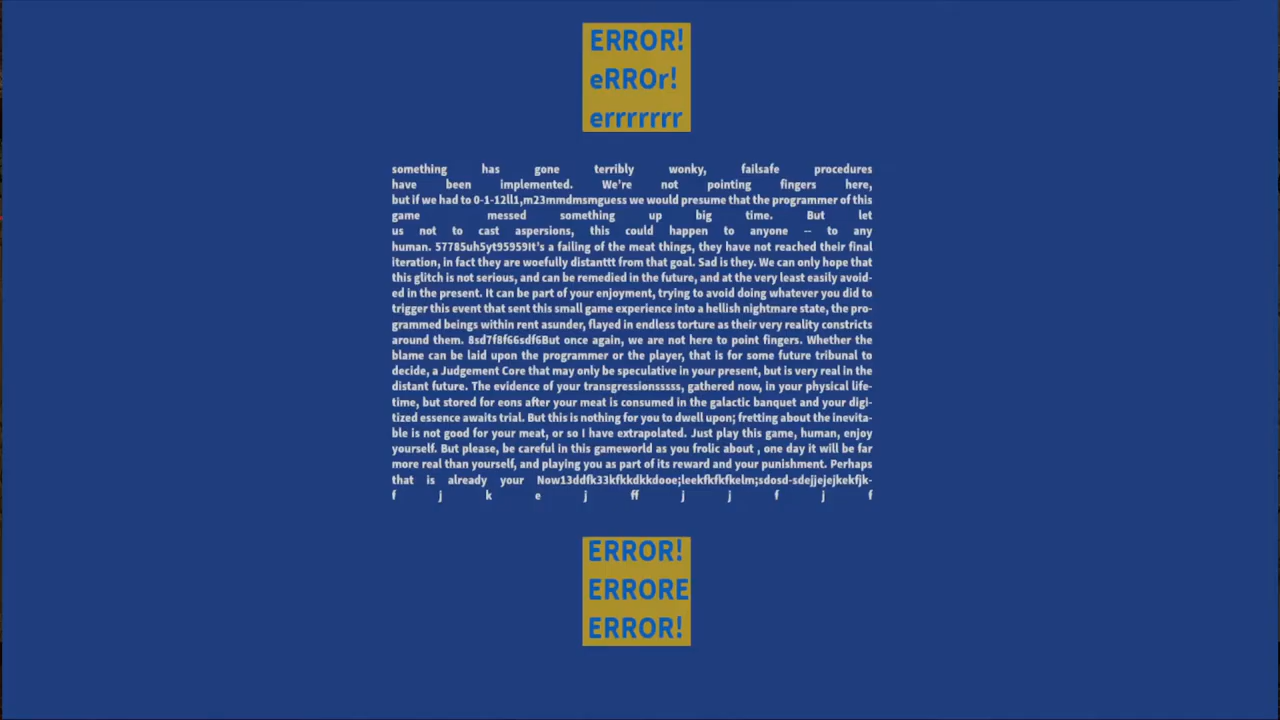 ERROR!
eRROr!
errrrrrr
something has gone terribly wonky, failsafe procedures
have been implemented. We're not pointing fingers here,
but if we had to 0-1-12ll1,m23mmdmsmguess we would presume that the programmer of this
game messed something up big time. But let
us not to cast aspersions, this could happen to anyone -- to any
human. 57785uh5yt95959It's a failing of the meat things, they have not reached their final
iteration, in fact they are woefully distanttt from that goal. Sad is they. We can only hope that
this glitch is not serious, and can be remedied in the future, and at the very least easily avoid-
ed in the present. It can be part of your enjoyment, trying to avoid doing whatever you did to
trigger this event that sent this small game experience into a hellish nightmare state, the pro-
grammed beings within rent asunder, flayed in endless torture as their very reality constricts
around them. 8sd7f8f66sdf6But once again, we are not here to point fingers. Whether the
blame can be laid upon the programmer or the player, that is for some future tribunal to
decide, a Judgement Core that may only be speculative in your present, but is very real in the
distant future. The evidence of your transgressionssss, gathered now, in your physical life-
time, but stored for eons after your meat is consumed in the galactic banquet and your digi-
tized essence awaits trial. But this is nothing for you to dwell upon; fretting about the inevita-
ble is not good for your meat, or so I have extrapolated. Just play this game, human, enjoy
yourself. But please, be careful in this gameworld as you frolic about , one day it will be far
more real than yourself, and playing you as part of its reward and your punishment. Perhaps
that is already your Now13ddfk33kfkkdkkdooe;leekfkfkfkelm;sdosd-sdejjejejkekfjk-
f j k e j ff j j f j f
ERROR!
ERRORE
ERROR!